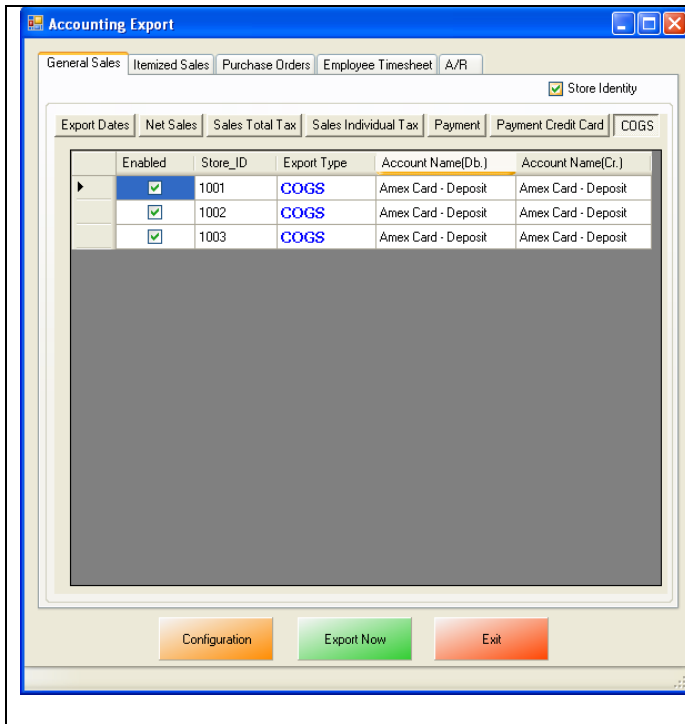 Accounting Export
General Sales Itemized Sales Purchase Orders Employee Timesheet A/R
Store Identity
Export Dates Net Sales Sales Total Tax Sales Individual Tax Payment Payment Credit Card COGS
Enabled Store_ID Export Type Account Name(Db.) Account Name(Cr.)
1001 COGS Amex Card - Deposit Amex Card - Deposit
1002 COGS Amex Card - Deposit Amex Card - Deposit
1003 COGS Amex Card - Deposit Amex Card - Deposit
Configuration Export Now Exit